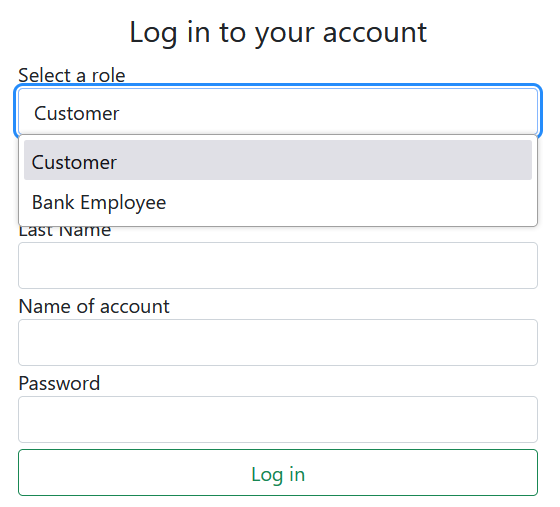 Log in to your account
Select a role
Customer
Customer
Bank Employee
Last Name
Name of account
Password
Log in